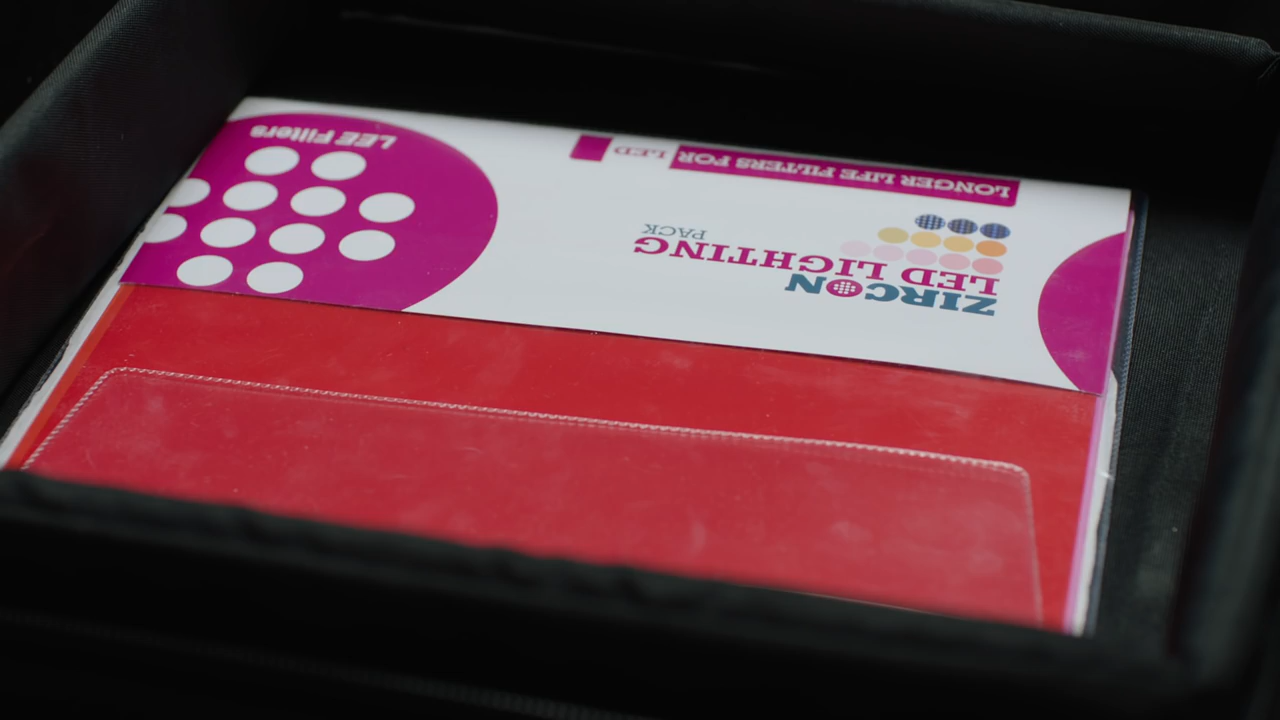 ZIRCON
LED LIGHTING
PACK
LONGER LIFE FILTERS FOR LED
LEE Filters